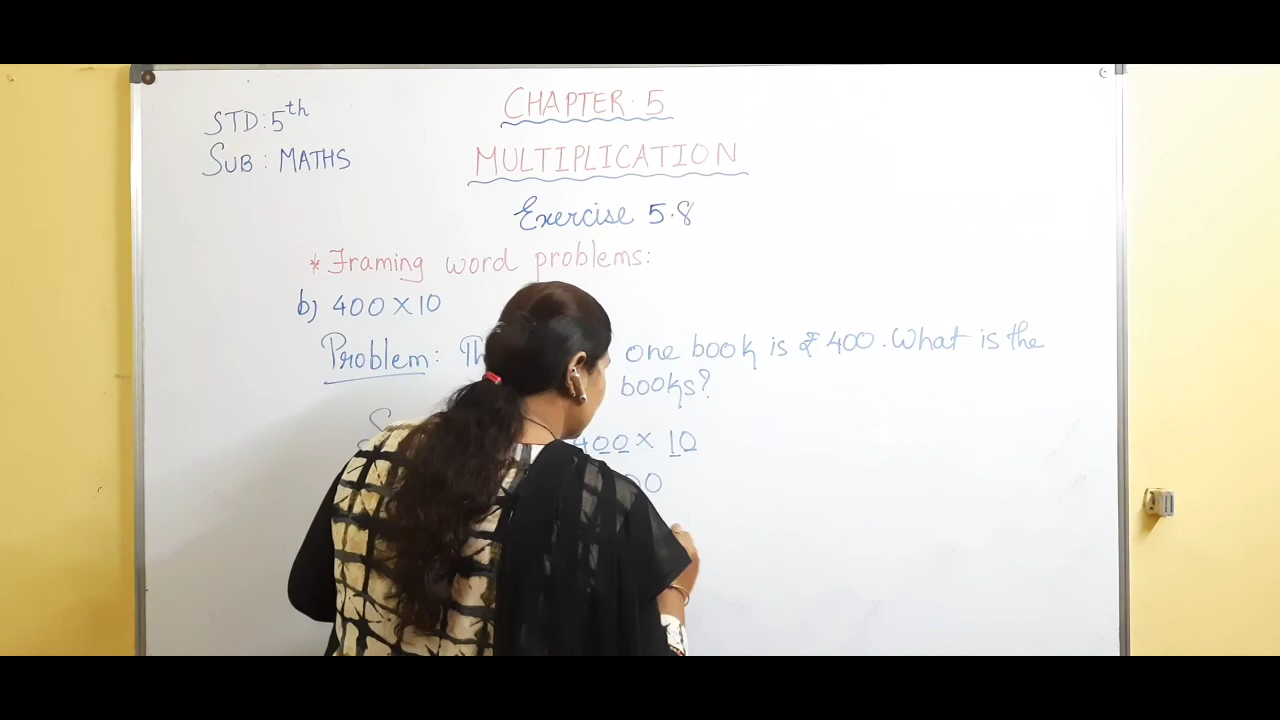 STD: 5th
SUB: MATHS
CHAPTER. 5
MULTIPLICATION
Exercise 5.8
* Framing word problems:
b) 400 X 10
Problem: one book is ₹ 400. What is the
books?
400 X 10
00